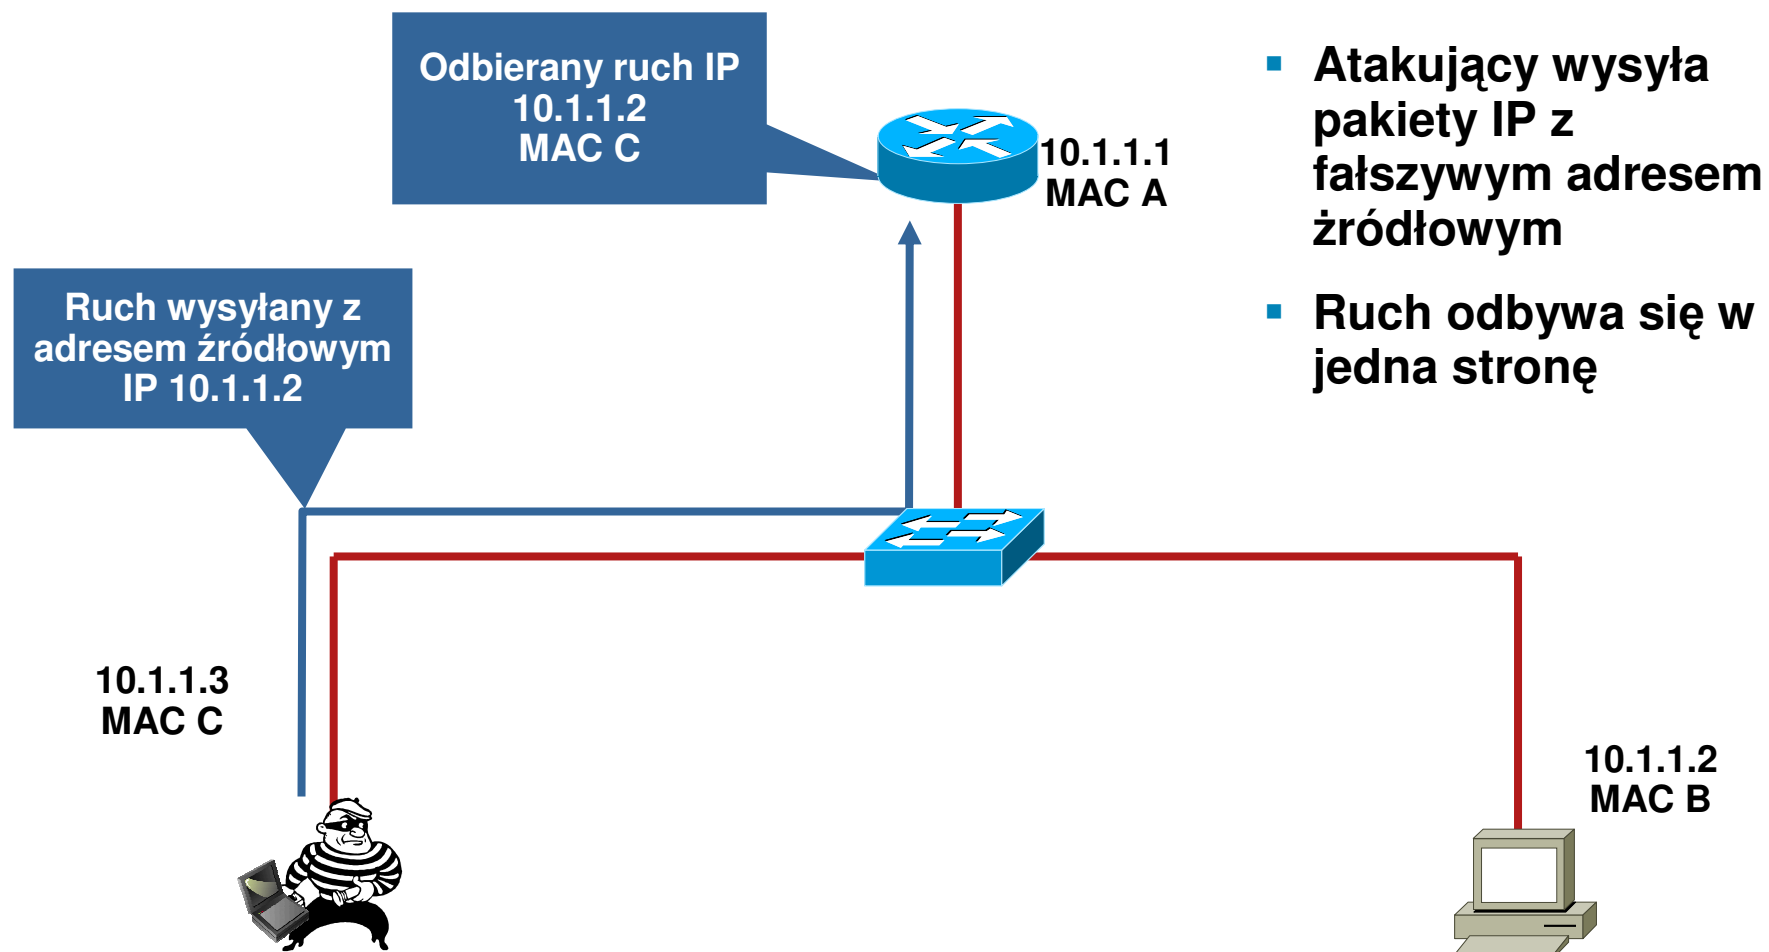 Odbierany ruch IP
10.1.1.2
MAC C
10.1.1.1
MAC A
Ruch wysyłany z
adresem źródłowym
IP 10.1.1.2
10.1.1.3
MAC C
10.1.1.2
MAC B
▪ Atakujący wysyła
pakiety IP z
fałszywym adresem
żródłowym
▪ Ruch odbywa się w
jedna stronę